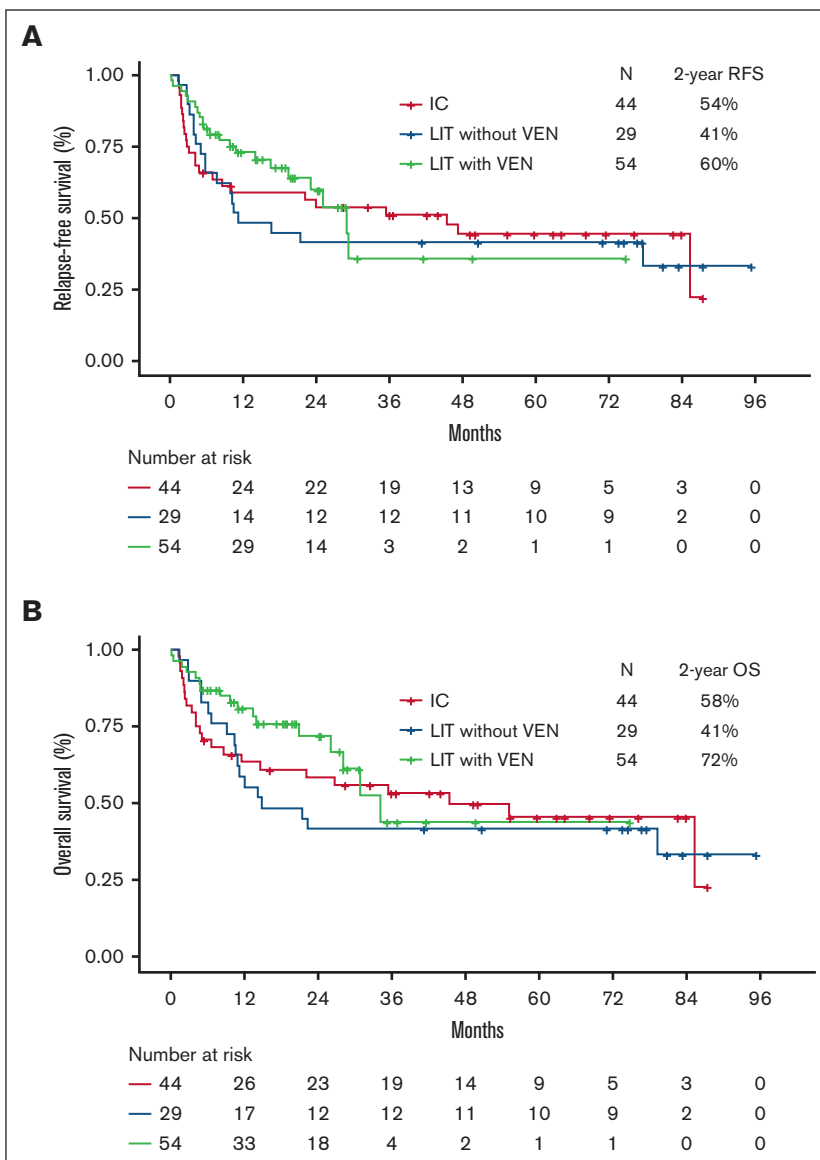 A
N 2-year RFS
IC 44 54%
LIT without VEN 29 41%
LIT with VEN 54 60%
1.00
0.75
0.50
0.25
0.00
Relapse-free survival (%)
0 12 24 36 48 60 72 84 96
Months
Number at risk
44 24 22 19 13 9 5 3 0
29 14 12 12 11 10 9 2 0
54 29 14 3 2 1 1 0 0
B
N 2-year OS
IC 44 58%
LIT without VEN 29 41%
LIT with VEN 54 72%
1.00
0.75
0.50
0.25
0.00
Overall survival (%)
0 12 24 36 48 60 72 84 96
Months
Number at risk
44 26 23 19 14 9 5 3 0
29 17 12 12 11 10 9 2 0
54 33 18 4 2 1 1 0 0